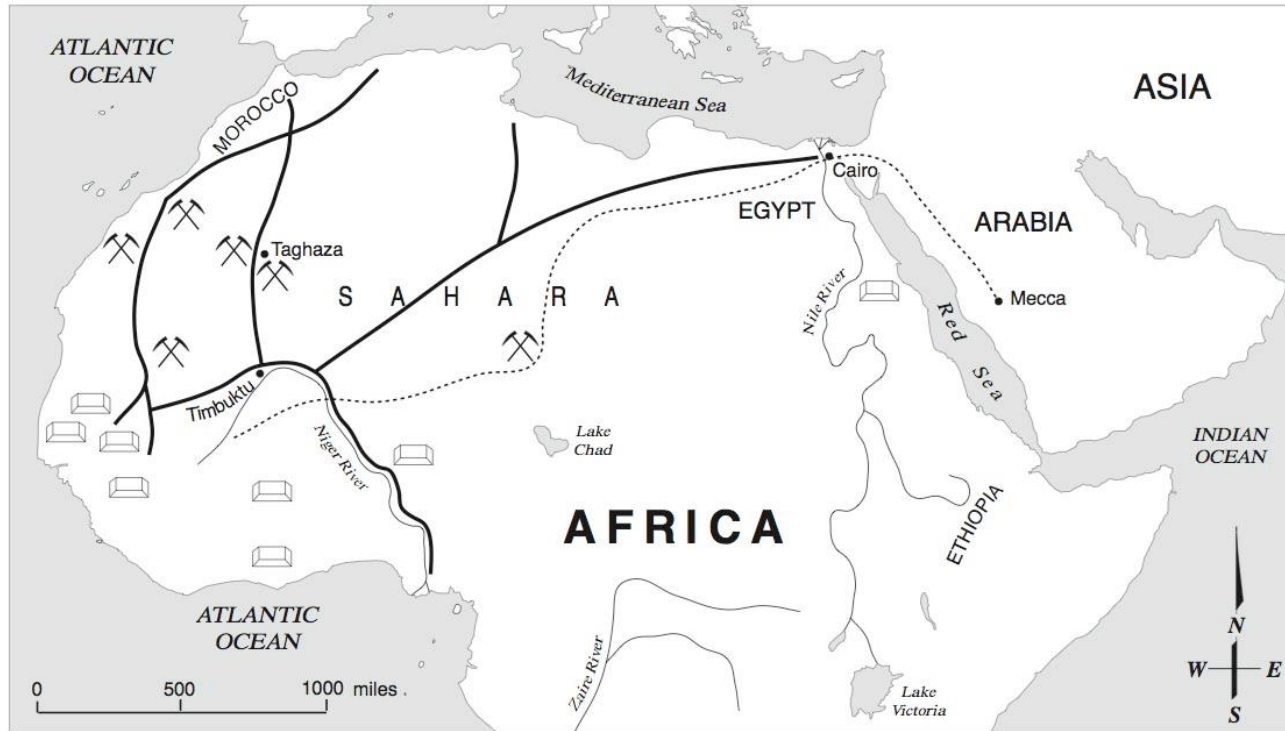 ATLANTIC
OCEAN
MOROCCO
Mediterranean Sea
ASIA
Cairo
EGYPT
ARABIA
Taghaza
SAHARA
Nile River
Red Sea
Mecca
Timbuktu
Niger River
Lake
Chad
INDIAN
OCEAN
AFRICA
ETHIOPIA
ATLANTIC
OCEAN
Zaire River
Lake
Victoria
0 500 1000 miles .
N
W E
S